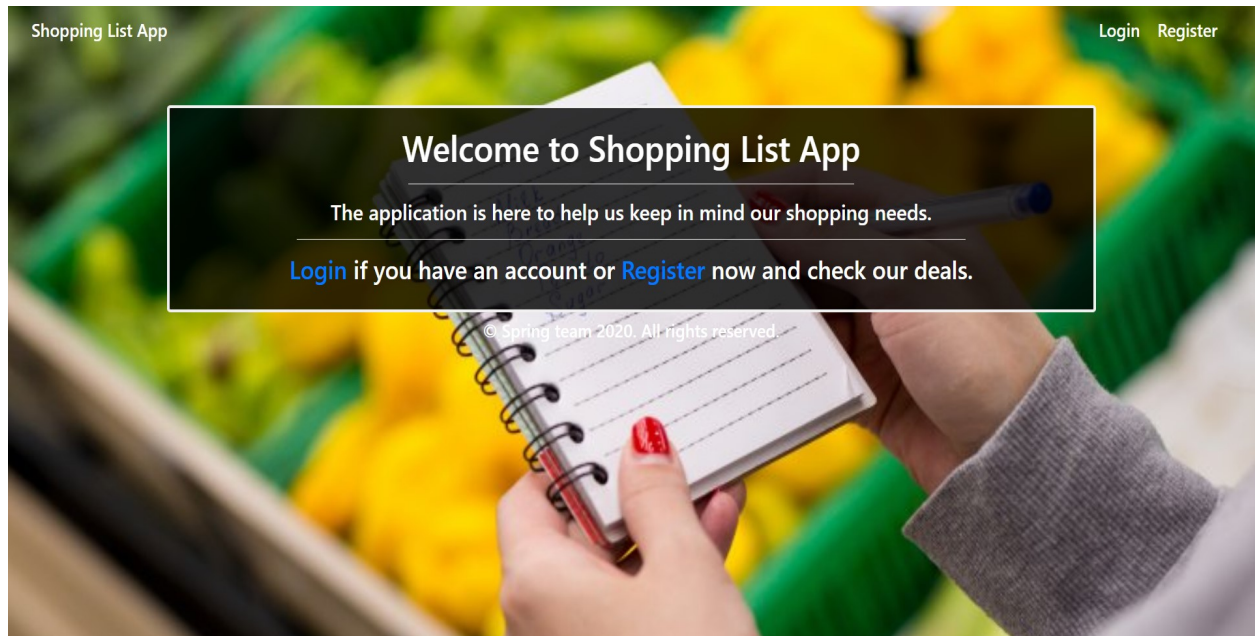 Shopping List App
Login Register
Welcome to Shopping List App
The application is here to help us keep in mind our shopping needs.
Login if you have an account or Register now and check our deals.
© Spring team 2020. All rights reserved.
Orange
Sugar